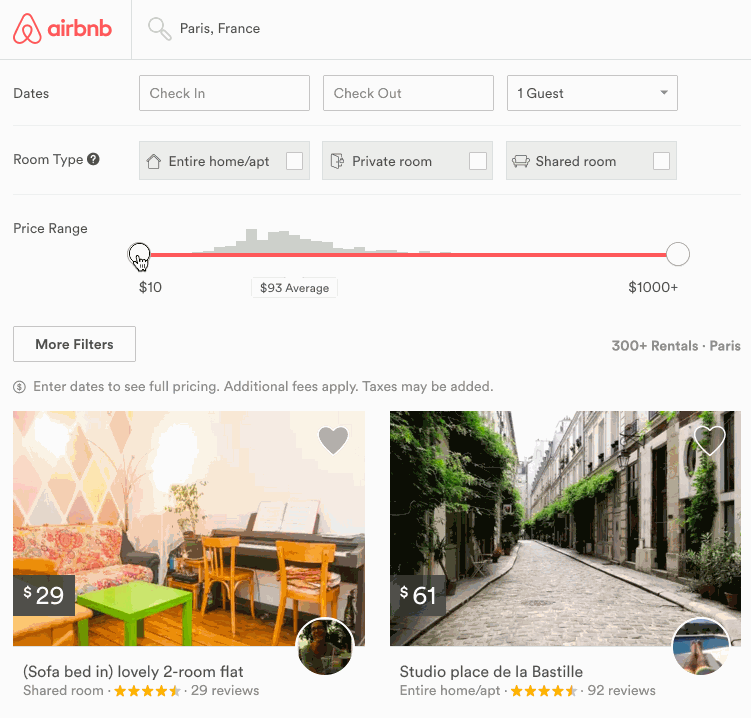 airbnb
Paris, France
Dates
Check In
Check Out
1 Guest
Room Type ?
Entire home/apt
Private room
Shared room
Price Range
$10
$93 Average
$1000+
More Filters
300+ Rentals · Paris
$ Enter dates to see full pricing. Additional fees apply. Taxes may be added.
$29
$61
(Sofa bed in) lovely 2-room flat
Shared room · ★★★★★ · 29 reviews
Studio place de la Bastille
Entire home/apt · ★★★★★ · 92 reviews